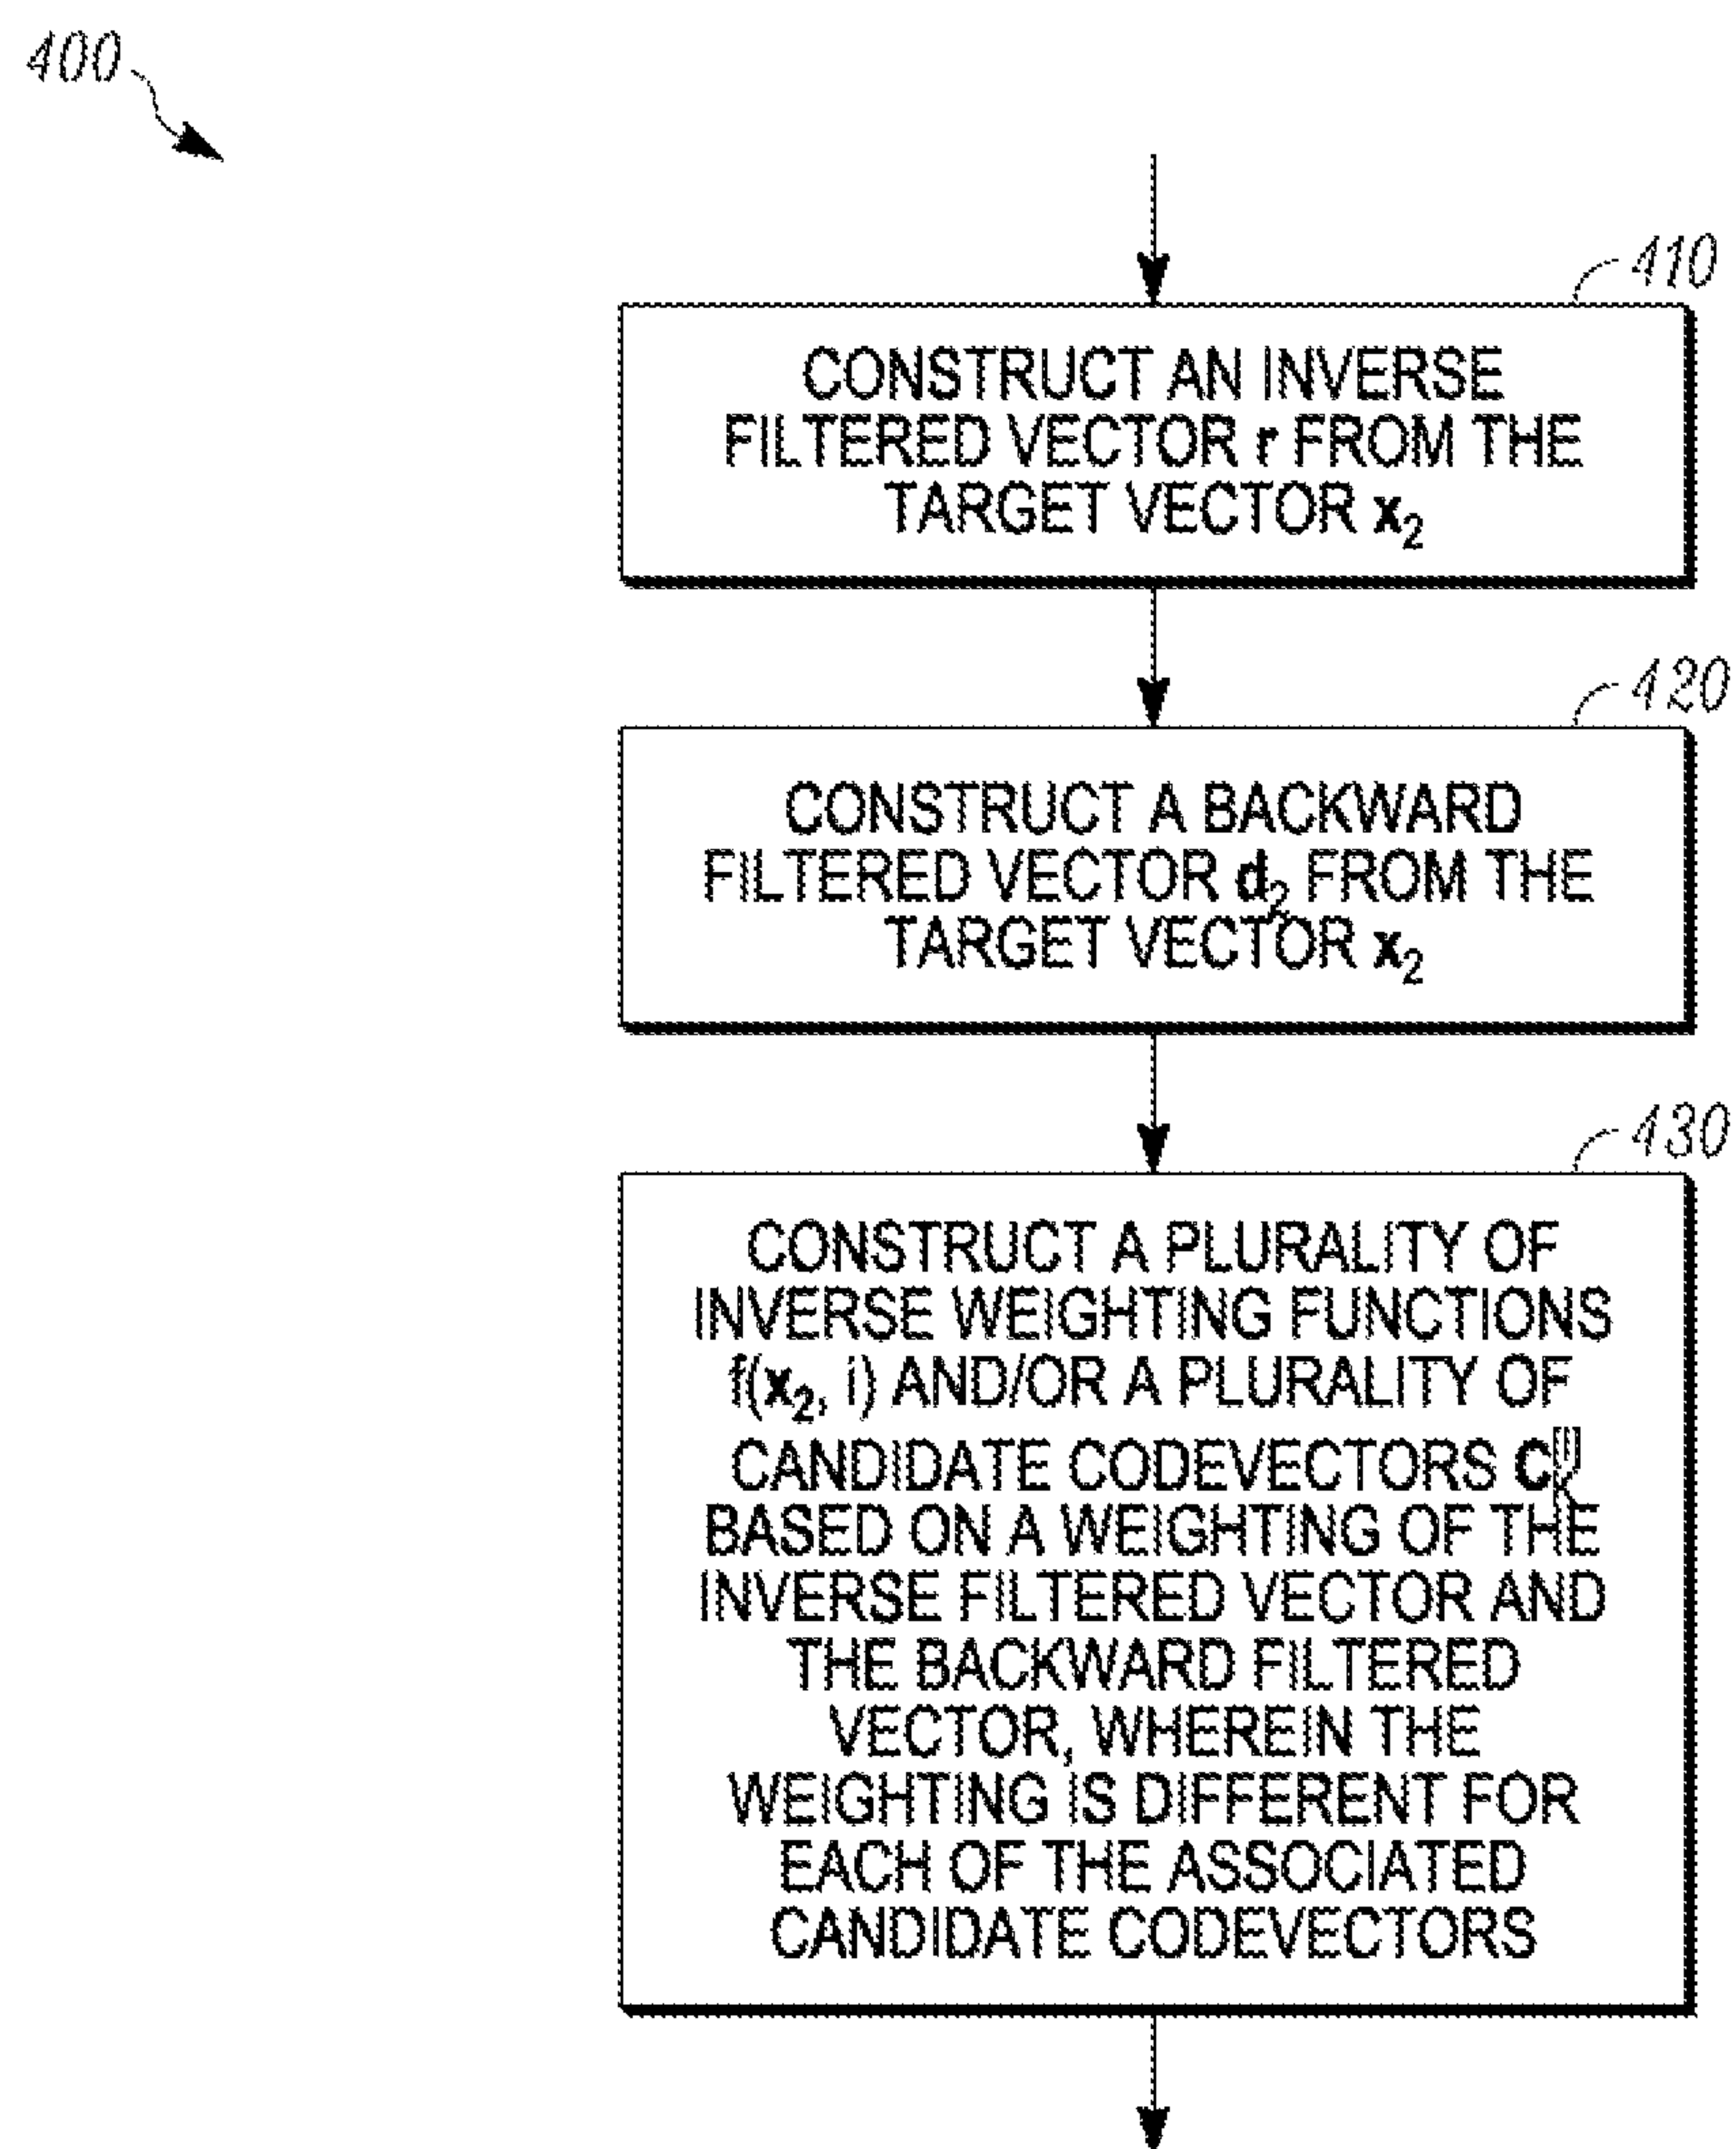 400
410
CONSTRUCT AN INVERSE
FILTERED VECTOR r FROM THE
TARGET VECTOR x₂
420
CONSTRUCT A BACKWARD
FILTERED VECTOR d₂ FROM THE
TARGET VECTOR x₂
430
CONSTRUCT A PLURALITY OF
INVERSE WEIGHTING FUNCTIONS
f(x₂, i) AND/OR A PLURALITY OF
CANDIDATE CODEVECTORS c
BASED ON A WEIGHTING OF THE
INVERSE FILTERED VECTOR AND
THE BACKWARD FILTERED
VECTOR, WHEREIN THE
WEIGHTING IS DIFFERENT FOR
EACH OF THE ASSOCIATED
CANDIDATE CODEVECTORS